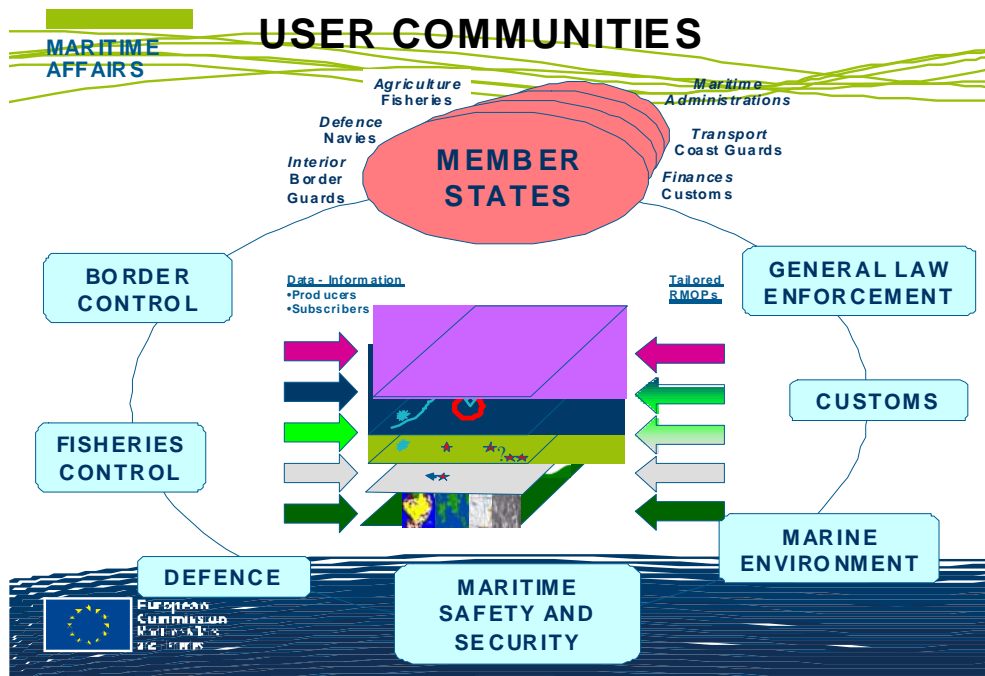 USER COMMUNITIES
MARITIME
AFFAIRS
Agriculture
Fisheries
Maritime
Administrations
Defence
Navies
Transport
Coast Guards
Interior
Border
Guards
Finances
Customs
MEMBER
STATES
BORDER
CONTROL
Data - Information
•Producers
•Subscribers
Tailored
RMOPs
GENERAL LAW
ENFORCEMENT
CUSTOMS
FISHERIES
CONTROL
?
MARINE
ENVIRONMENT
DEFENCE
MARITIME
SAFETY AND
SECURITY
European
Commission